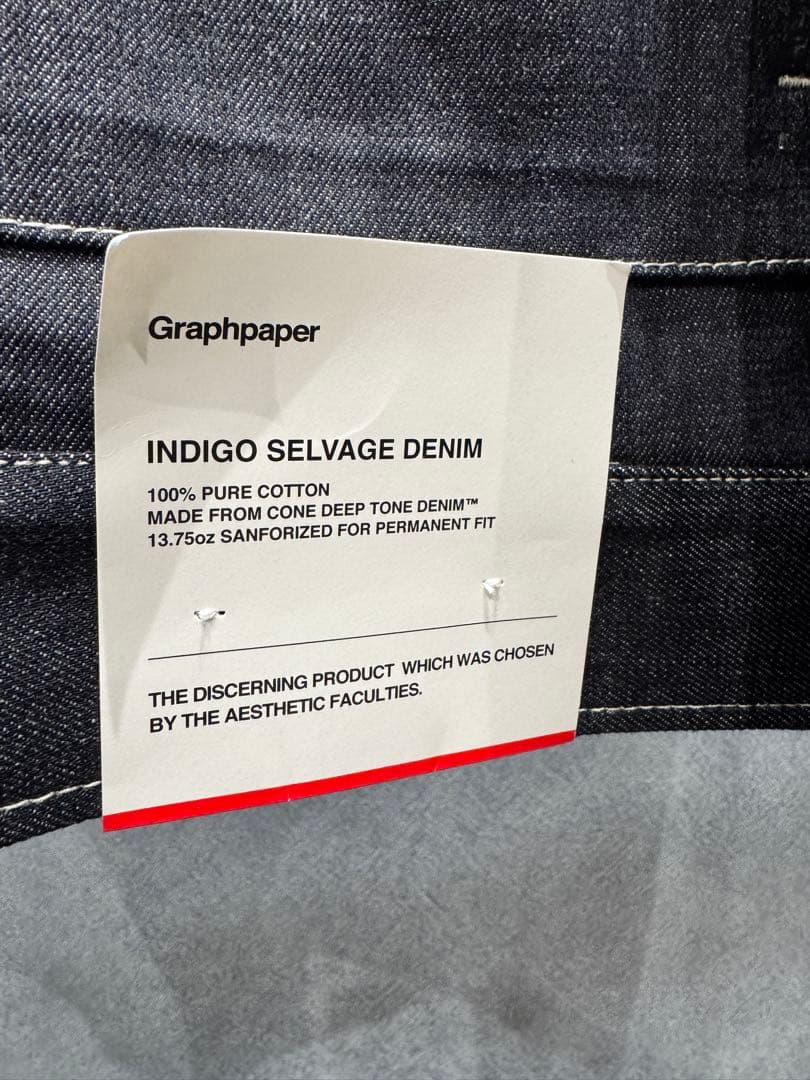 Graphpaper
INDIGO SELVAGE DENIM
100% PURE COTTON
MADE FROM CONE DEEP TONE DENIM™
13.75oz SANFORIZED FOR PERMANENT FIT
THE DISCERNING PRODUCT WHICH WAS CHOSEN
BY THE AESTHETIC FACULTIES.